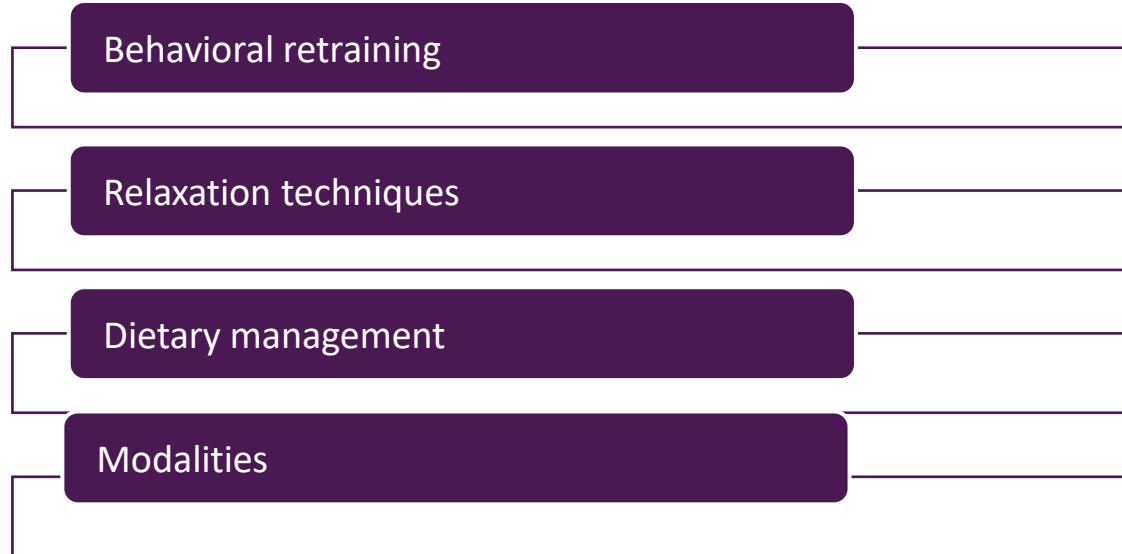 Behavioral retraining
Relaxation techniques
Dietary management
Modalities